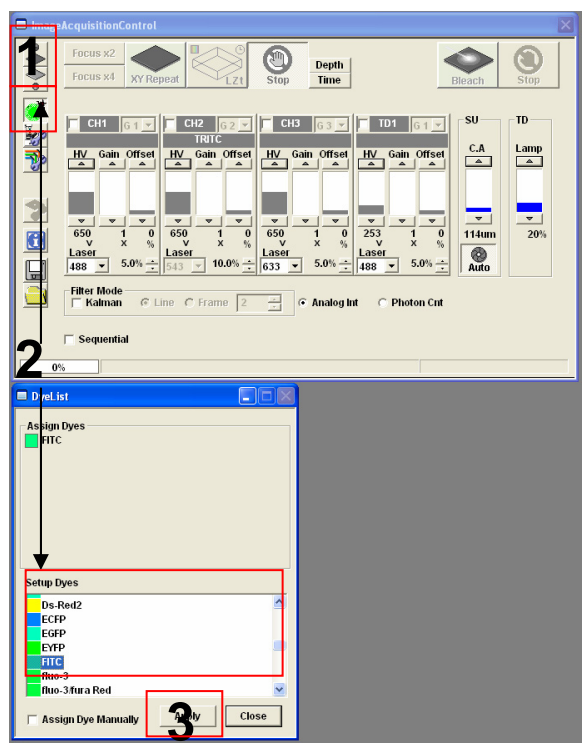 ImageAcquisitionControl
1
Focus x2
Focus x4
XY Repeat
LZt
Stop
Depth
Time
Bleach
Stop
CH1 G 1
CH2 G 2
CH3 G 3
TD1 G 1
SU
TD
TRITC
HV Gain Offset
HV Gain Offset
HV Gain Offset
HV Gain Offset
C.A
Lamp
650 1 0
650 1 0
650 1 0
253 1 0
114um
20%
V X %
V X %
V X %
V X %
Laser
Laser
Laser
Laser
488 5.0%
543 10.0%
633 5.0%
488 5.0%
Auto
Filter Mode
Kalman Line Frame 2 Analog Int Photon Cnt
Sequential
2
0%
DyeList
Assign Dyes
FITC
Setup Dyes
Ds-Red2
ECFP
EGFP
EYFP
FITC
fluo-3
fluo-3/fura Red
Assign Dye Manually
Apply
3
Close